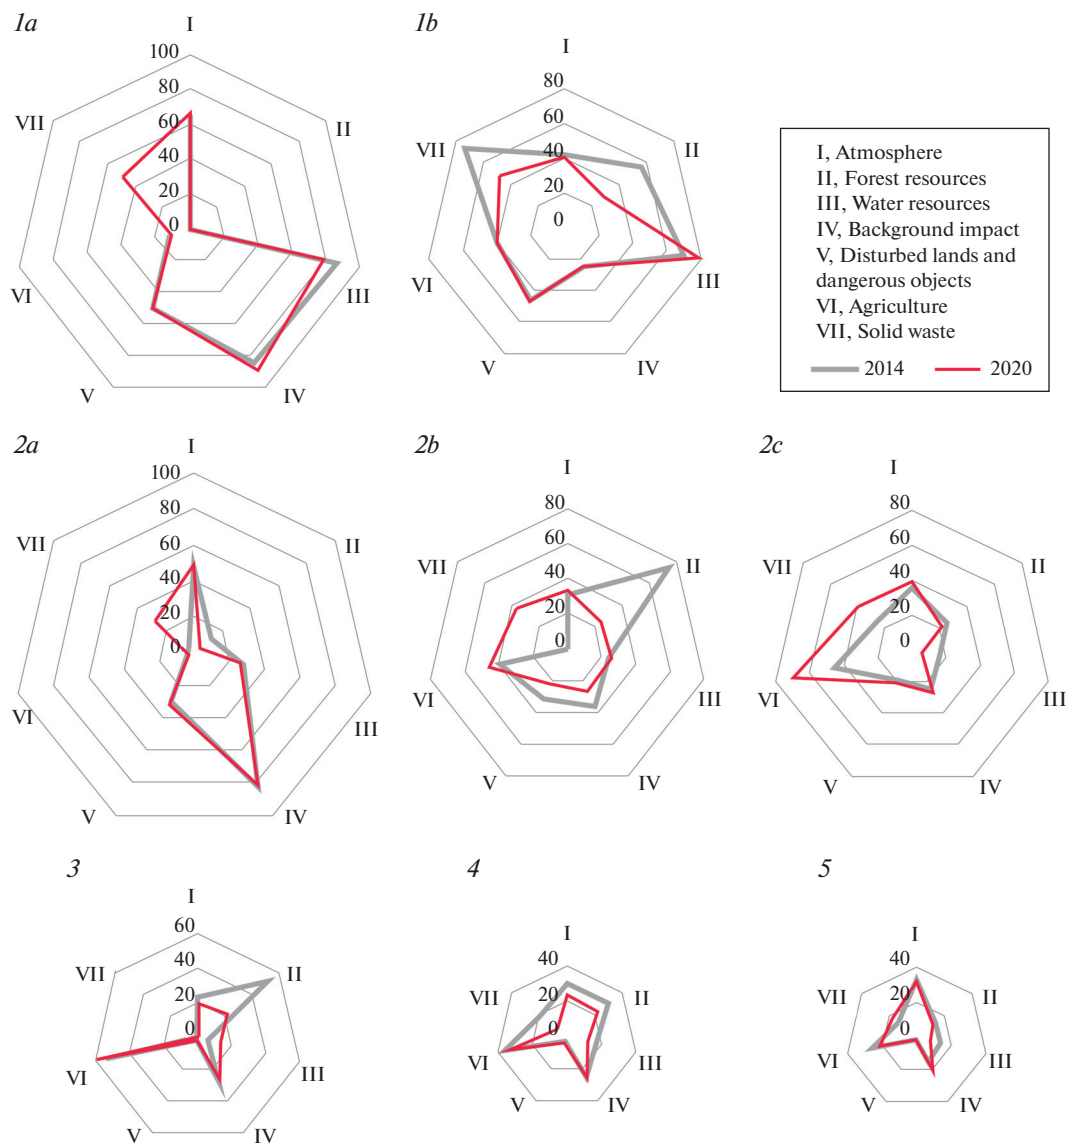 1a
I
100
80
60
40
20
0
II
III
IV
V
VI
VII
1b
I
80
60
40
20
0
II
III
IV
V
VI
VII
I, Atmosphere
II, Forest resources
III, Water resources
IV, Background impact
V, Disturbed lands and
dangerous objects
VI, Agriculture
VII, Solid waste
2014 2020
2a
I
100
80
60
40
20
0
II
III
IV
V
VI
VII
2b
I
80
60
40
20
0
II
III
IV
V
VI
VII
2c
I
80
60
40
20
0
II
III
IV
V
VI
VII
3
I
60
40
20
0
II
III
IV
V
VI
VII
4
I
40
20
0
II
III
IV
V
VI
VII
5
I
40
20
0
II
III
IV
V
VI
VII